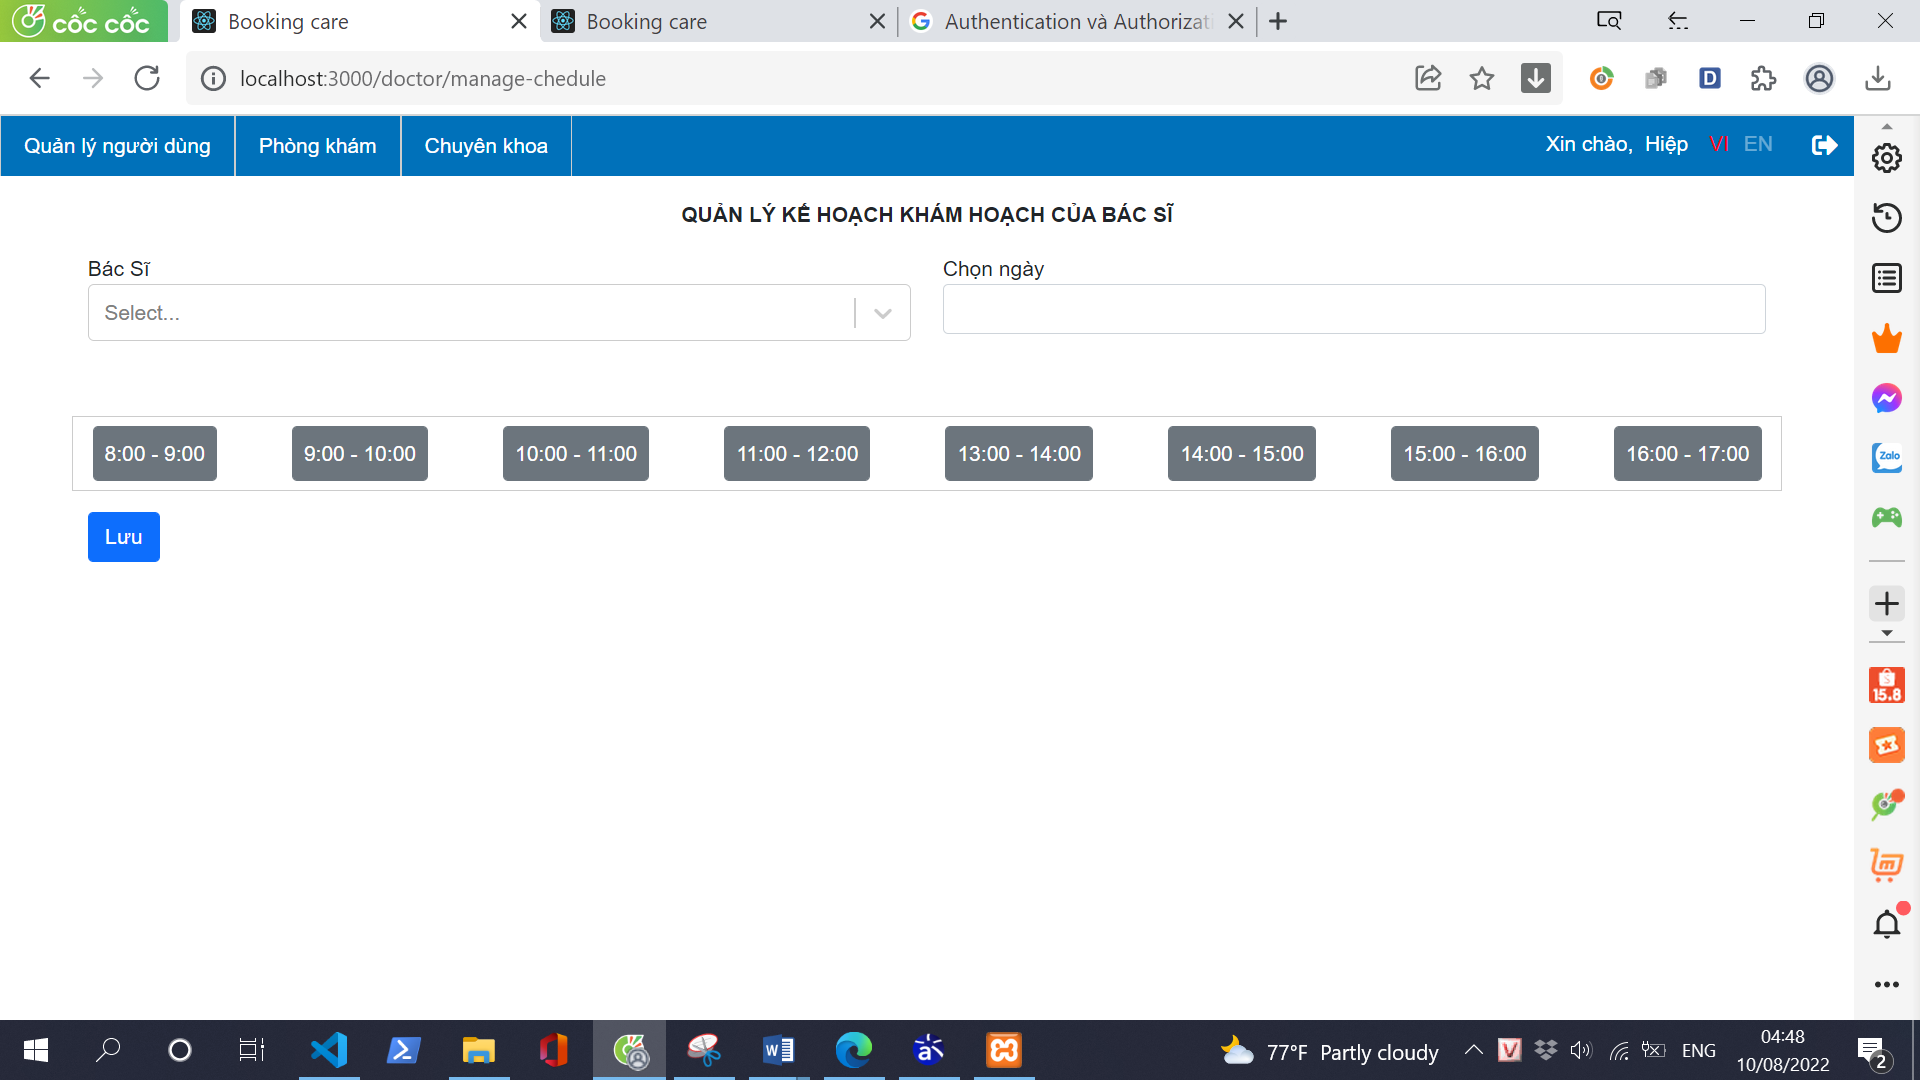 cốc cốc
Booking care
Booking care
Authentication và Authorizati
localhost:3000/doctor/manage-chedule
D
Quản lý người dùng
Phòng khám
Chuyên khoa
Xin chào, Hiệp VI EN
QUẢN LÝ KẾ HOẠCH KHÁM HOẠCH CỦA BÁC SĨ
Bác Sĩ
Chọn ngày
Select...
8:00 - 9:00
9:00 - 10:00
10:00 - 11:00
11:00 - 12:00
13:00 - 14:00
14:00 - 15:00
15:00 - 16:00
16:00 - 17:00
Lưu
Zalo
15.8
77°F Partly cloudy
ENG
04:48
10/08/2022
2